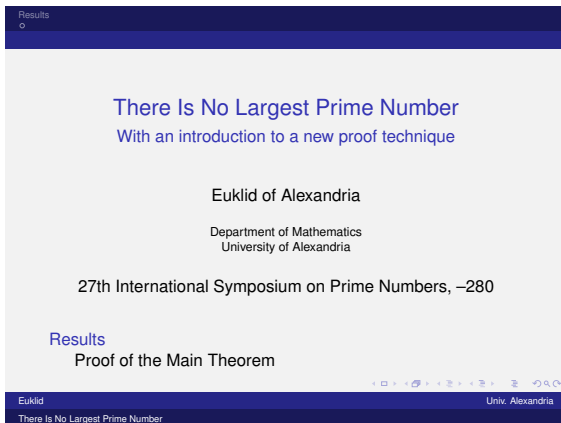 Results
There Is No Largest Prime Number
With an introduction to a new proof technique
Euklid of Alexandria
Department of Mathematics
University of Alexandria
27th International Symposium on Prime Numbers, –280
Results
Proof of the Main Theorem
Euklid Univ. Alexandria
There Is No Largest Prime Number